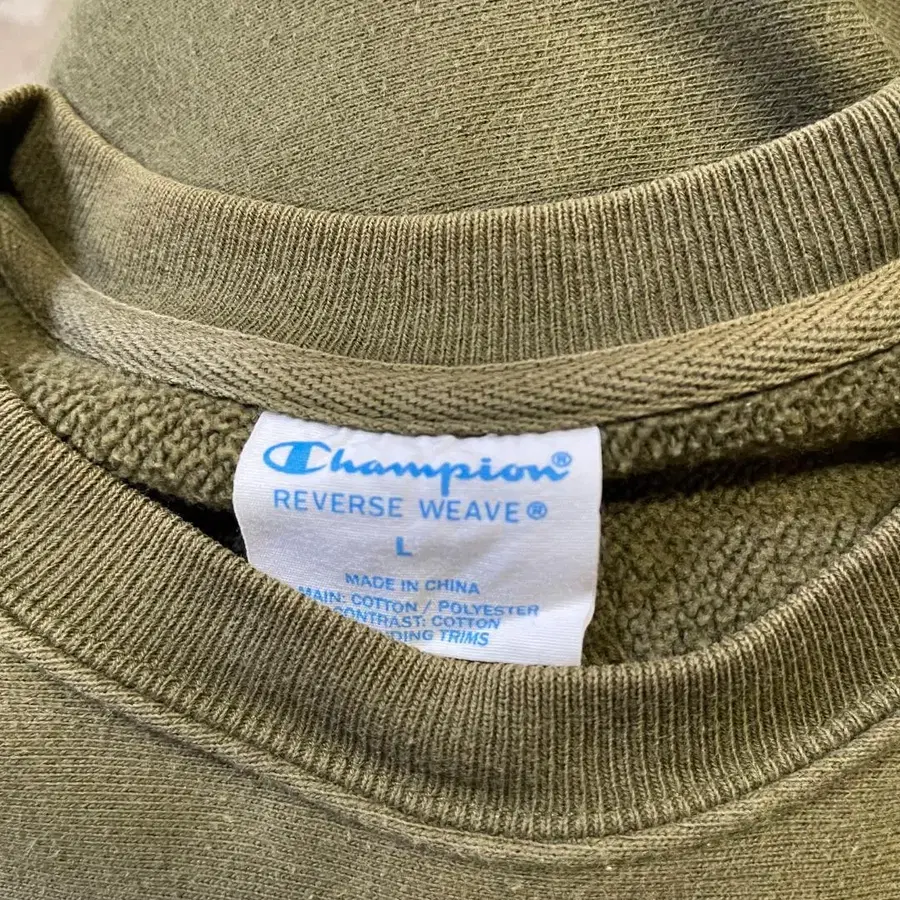 Champion®
REVERSE WEAVE®
L
MADE IN CHINA
MAIN: COTTON / POLYESTER
CONTRAST: COTTON
TRIMS